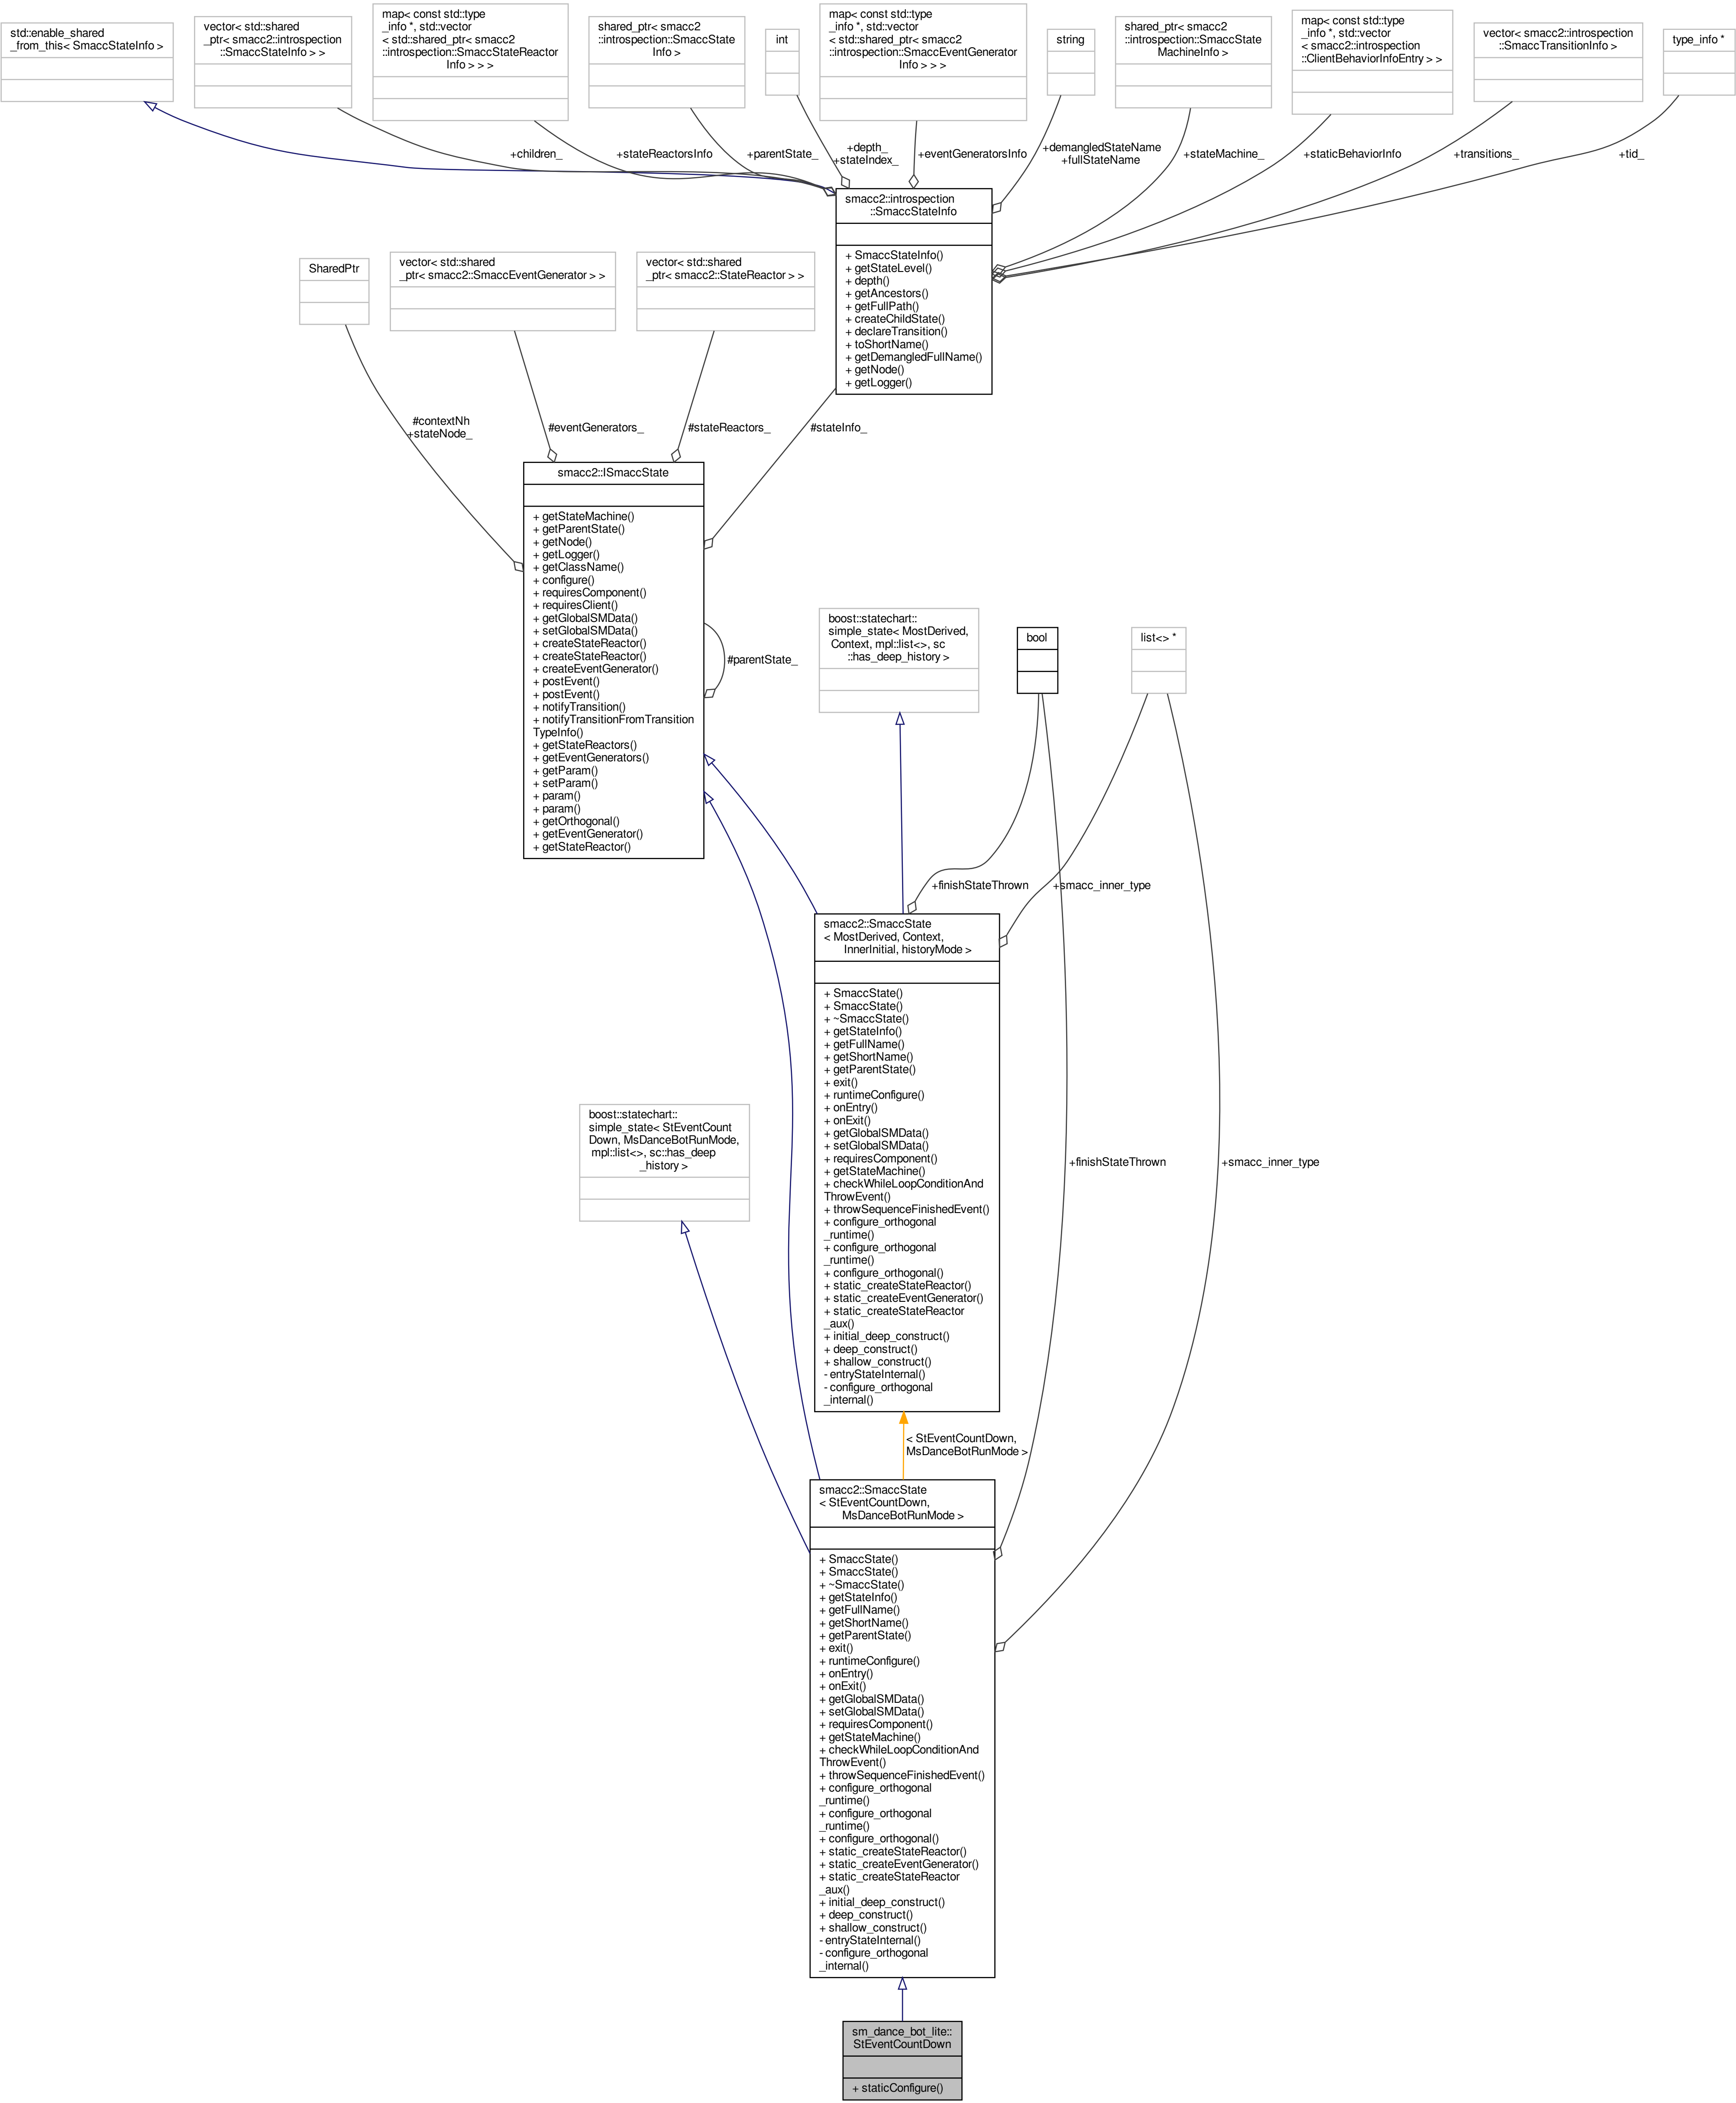 std::enable_shared
_from_this< SmaccStateInfo >
vector< std::shared
_ptr< smacc2::introspection
::SmaccStateInfo > >
map< const std::type
_info *, std::vector
< std::shared_ptr< smacc2
::introspection::SmaccStateReactor
Info > > >
shared_ptr< smacc2
::introspection::SmaccState
Info >
int
map< const std::type
_info *, std::vector
< std::shared_ptr< smacc2
::introspection::SmaccEventGenerator
Info > > >
string
shared_ptr< smacc2
::introspection::SmaccState
MachineInfo >
map< const std::type
_info *, std::vector
< smacc2::introspection
::ClientBehaviorInfoEntry > >
vector< smacc2::introspection
::SmaccTransitionInfo >
type_info *
+children_
+stateReactorsInfo
+parentState_
+depth_
+stateIndex_
+eventGeneratorsInfo
+demangledStateName
+fullStateName
+stateMachine_
+staticBehaviorInfo
+transitions_
+tid_
smacc2::introspection
::SmaccStateInfo
+ SmaccStateInfo()
+ getStateLevel()
+ depth()
+ getAncestors()
+ getFullPath()
+ createChildState()
+ declareTransition()
+ toShortName()
+ getDemangledFullName()
+ getNode()
+ getLogger()
SharedPtr
vector< std::shared
_ptr< smacc2::SmaccEventGenerator > >
vector< std::shared
_ptr< smacc2::StateReactor > >
#contextNh
+stateNode_
#eventGenerators_
#stateReactors_
#stateInfo_
smacc2::ISmaccState
+ getStateMachine()
+ getParentState()
+ getNode()
+ getLogger()
+ getClassName()
+ configure()
+ requiresComponent()
+ requiresClient()
+ getGlobalSMData()
+ setGlobalSMData()
+ createStateReactor()
+ createStateReactor()
+ createEventGenerator()
+ postEvent()
+ postEvent()
+ notifyTransition()
+ notifyTransitionFromTransition
TypeInfo()
+ getStateReactors()
+ getEventGenerators()
+ getParam()
+ setParam()
+ param()
+ param()
+ getOrthogonal()
+ getEventGenerator()
+ getStateReactor()
#parentState_
boost::statechart::
simple_state< MostDerived,
Context, mpl::list<>, sc
::has_deep_history >
bool
list<> *
+finishStateThrown
+smacc_inner_type
smacc2::SmaccState
< MostDerived, Context,
InnerInitial, historyMode >
+ SmaccState()
+ SmaccState()
+ ~SmaccState()
+ getStateInfo()
+ getFullName()
+ getShortName()
+ getParentState()
+ exit()
+ runtimeConfigure()
+ onEntry()
+ onExit()
+ getGlobalSMData()
+ setGlobalSMData()
+ requiresComponent()
+ getStateMachine()
+ checkWhileLoopConditionAnd
ThrowEvent()
+ throwSequenceFinishedEvent()
+ configure_orthogonal
_runtime()
+ configure_orthogonal
_runtime()
+ configure_orthogonal()
+ static_createStateReactor()
+ static_createEventGenerator()
+ static_createStateReactor
_aux()
+ initial_deep_construct()
+ deep_construct()
+ shallow_construct()
- entryStateInternal()
- configure_orthogonal
_internal()
boost::statechart::
simple_state< StEventCount
Down, MsDanceBotRunMode,
mpl::list<>, sc::has_deep
_history >
+finishStateThrown
+smacc_inner_type
< StEventCountDown,
MsDanceBotRunMode >
smacc2::SmaccState
< StEventCountDown,
MsDanceBotRunMode >
+ SmaccState()
+ SmaccState()
+ ~SmaccState()
+ getStateInfo()
+ getFullName()
+ getShortName()
+ getParentState()
+ exit()
+ runtimeConfigure()
+ onEntry()
+ onExit()
+ getGlobalSMData()
+ setGlobalSMData()
+ requiresComponent()
+ getStateMachine()
+ checkWhileLoopConditionAnd
ThrowEvent()
+ throwSequenceFinishedEvent()
+ configure_orthogonal
_runtime()
+ configure_orthogonal
_runtime()
+ configure_orthogonal()
+ static_createStateReactor()
+ static_createEventGenerator()
+ static_createStateReactor
_aux()
+ initial_deep_construct()
+ deep_construct()
+ shallow_construct()
- entryStateInternal()
- configure_orthogonal
_internal()
sm_dance_bot_lite::
StEventCountDown
+ staticConfigure()